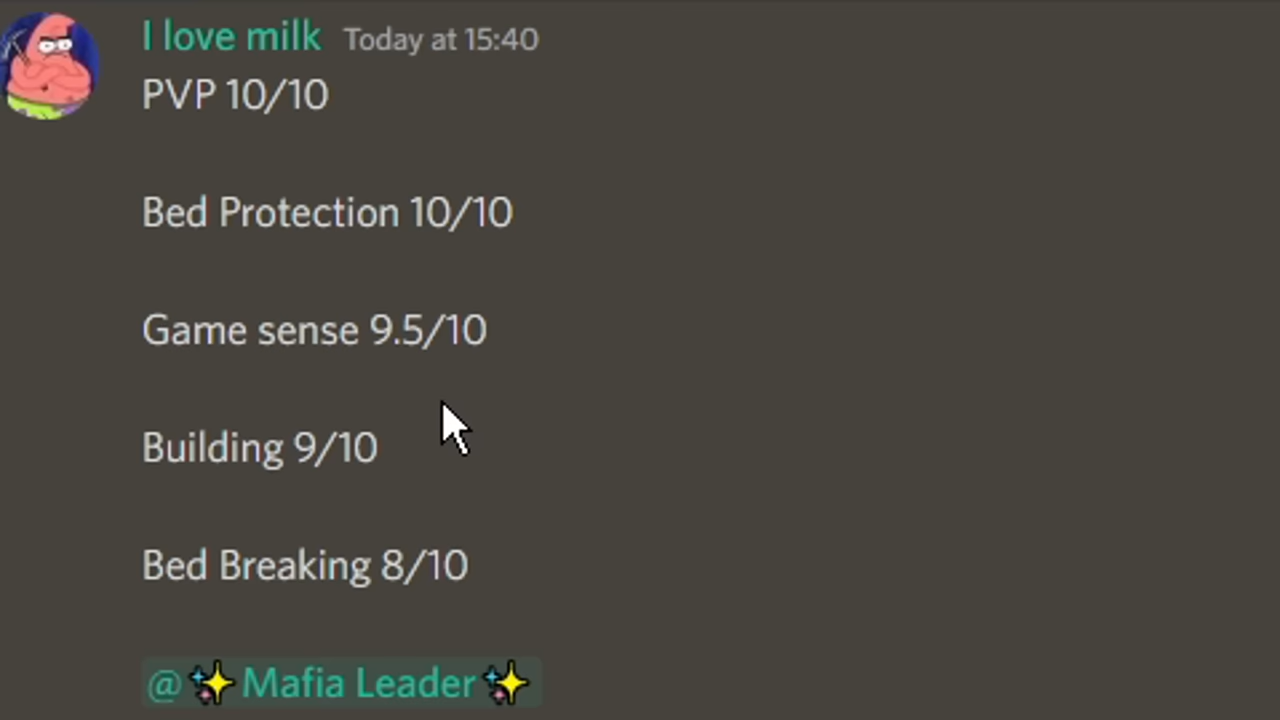 I love milk Today at 15:40
PVP 10/10
Bed Protection 10/10
Game sense 9.5/10
Building 9/10
Bed Breaking 8/10
@✨Mafia Leader✨